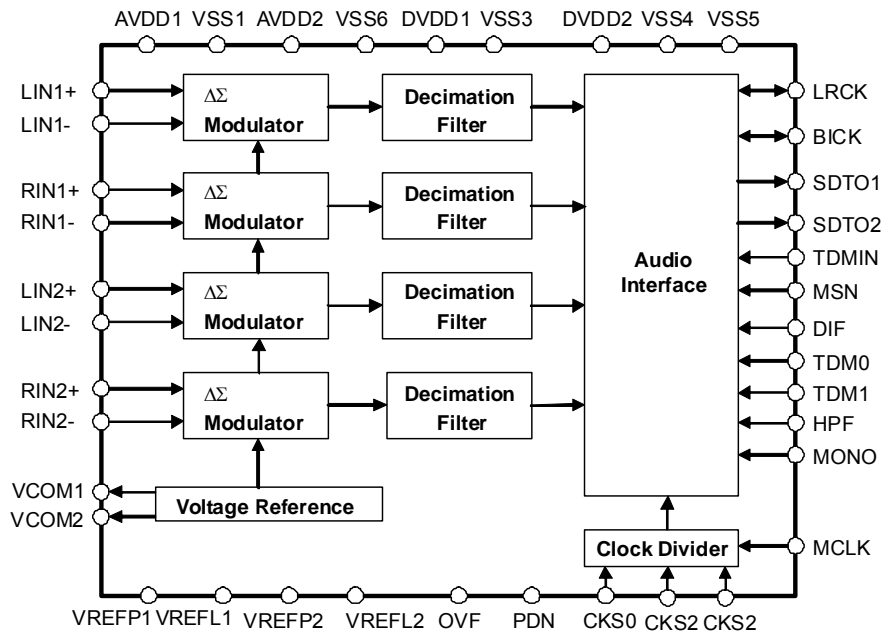 AVDD1 VSS1 AVDD2 VSS6 DVDD1 VSS3 DVDD2 VSS4 VSS5
LIN1+
LIN1-
ΔΣ
Modulator
Decimation
Filter
RIN1+
RIN1-
ΔΣ
Modulator
Decimation
Filter
LIN2+
LIN2-
ΔΣ
Modulator
Decimation
Filter
RIN2+
RIN2-
ΔΣ
Modulator
Decimation
Filter
VCOM1
VCOM2
Voltage Reference
Audio
Interface
Clock Divider
LRCK
BICK
SDTO1
SDTO2
TDMIN
MSN
DIF
TDM0
TDM1
HPF
MONO
MCLK
VREFP1 VREFL1 VREFP2 VREFL2 OVF PDN CKS0 CKS2 CKS2